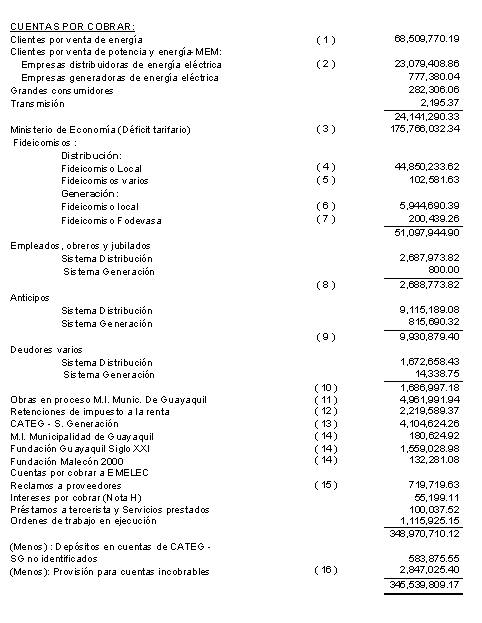 CUENTAS POR COBRAR:
Clientes por venta de energía ( 1 ) 68,509,770.19
Clientes por venta de potencia y energía-MEM:
Empresas distribuidoras de energía eléctrica ( 2 ) 23,079,408.86
Empresas generadoras de energía eléctrica 777,380.04
Grandes consumidores 282,306.06
Transmisión 2,195.37
24,141,290.33
Ministerio de Economía (Déficit tarifario) ( 3 ) 175,766,032.34
Fideicomisos :
Distribución:
Fideicomiso Local ( 4 ) 44,850,233.62
Fideicomisos varios ( 5 ) 102,581.63
Generación:
Fideicomiso local ( 6 ) 5,944,690.39
Fideicomiso Fodevasa ( 7 ) 200,439.26
51,097,944.90
Empleados, obreros y jubilados
Sistema Distribución 2,687,973.82
Sistema Generación 800.00
( 8 ) 2,688,773.82
Anticipos
Sistema Distribución 9,115,189.08
Sistema Generación 815,690.32
( 9 ) 9,930,879.40
Deudores varios
Sistema Distribución 1,672,658.43
Sistema Generación 14,338.75
( 10 ) 1,686,997.18
Obras en proceso M.I. Munic. De Guayaquil ( 11 ) 4,961,991.94
Retenciones de impuesto a la renta ( 12 ) 2,219,589.37
CATEG - S. Generación ( 13 ) 4,104,624.26
M.I. Municipalidad de Guayaquil ( 14 ) 180,624.92
Fundación Guayaquil Siglo XXI ( 14 ) 1,559,028.98
Fundación Malecón 2000 ( 14 ) 132,281.08
Cuentas por cobrar a EMELEC
Reclamos a proveedores ( 15 ) 719,719.63
Intereses por cobrar (Nota H) 55,199.11
Préstamos a tercerista y Servicios prestados 100,037.52
Ordenes de trabajo en ejecución 1,115,925.15
348,970,710.12
(Menos) : Depósitos en cuentas de CATEG -
SG no identificados 583,875.55
(Menos): Provisión para cuentas incobrables ( 16 ) 2,847,025.40
345,539,809.17